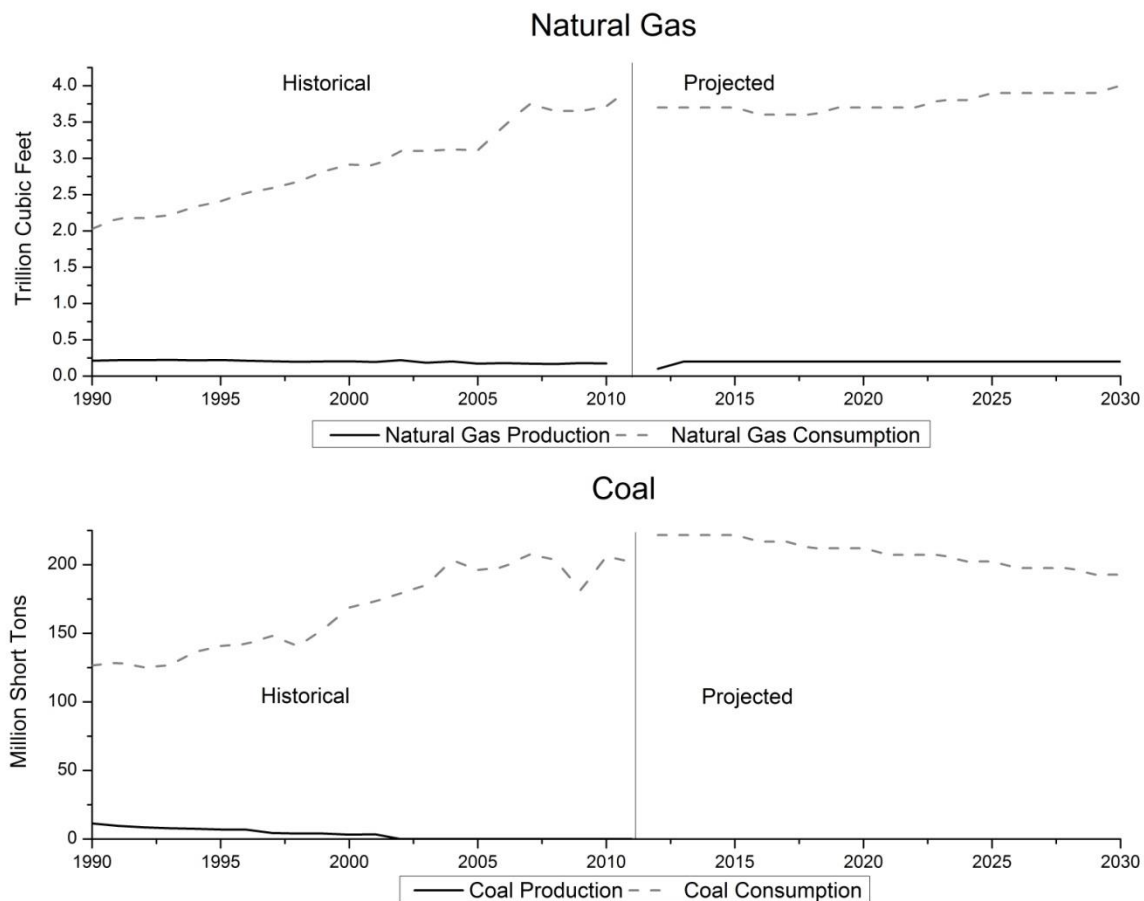 Natural Gas
Historical
Projected
Trillion Cubic Feet
4.0
3.5
3.0
2.5
2.0
1.5
1.0
0.5
0.0
1990 1995 2000 2005 2010 2015 2020 2025 2030
Natural Gas Production Natural Gas Consumption
Coal
Million Short Tons
200
150
100
50
0
Historical
Projected
1990 1995 2000 2005 2010 2015 2020 2025 2030
Coal Production Coal Consumption